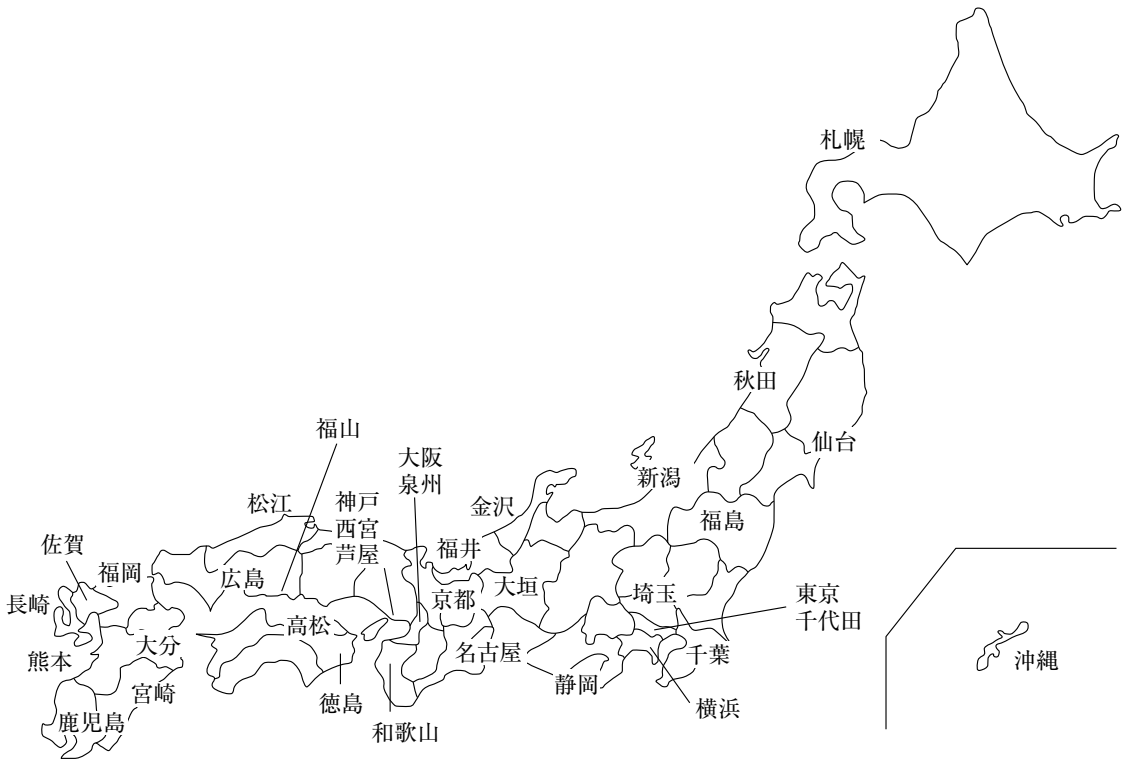 札幌
秋田
仙台
福山
大阪
泉州
新潟
神戸
西宮
芦屋
松江
金沢
福島
佐賀
福岡
福井
広島
大垣
埼玉
東京
千代田
長崎
京都
高松
大分
名古屋
千葉
熊本
沖縄
静岡
宮崎
徳島
横浜
鹿児島
和歌山